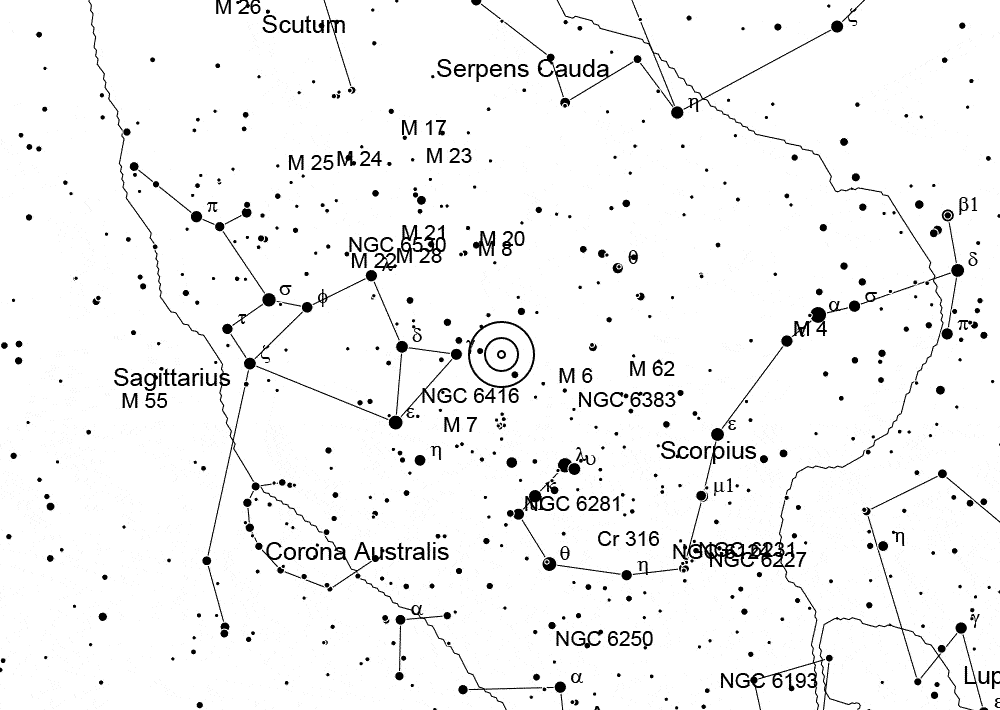 M 26
Scutum
ζ
Serpens Cauda
η
M 17
M 25
M 24
M 23
π
β1
M 21
NGC 6530
M 20
M 8
M 22
λ
M 28
θ
δ
σ
φ
α
σ
τ
M 4
π
δ
γ
ζ
Sagittarius
M 55
NGC 6416
M 6
M 62
NGC 6383
ε
M 7
ε
Scorpius
η
λ
υ
κ
μ1
NGC 6281
Cr 316
η
Corona Australis
θ
η
NGC 6231
NGC 6227
α
γ
NGC 6250
α
NGC 6193
Lup
ε